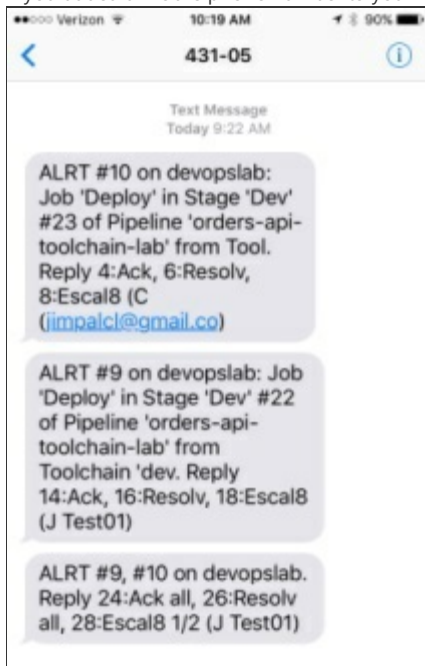 Verizon 10:19 AM 90%
431-05
Text Message
Today 9:22 AM
ALRT #10 on devopslab:
Job 'Deploy' in Stage 'Dev'
#23 of Pipeline 'orders-api-
toolchain-lab' from Tool.
Reply 4:Ack, 6:Resolv,
8:Escal8 (C
(jimpalcl@gmail.co)
ALRT #9 on devopslab: Job
'Deploy' in Stage 'Dev' #22
of Pipeline 'orders-api-
toolchain-lab' from
Toolchain 'dev. Reply
14:Ack, 16:Resolv, 18:Escal8
(J Test01)
ALRT #9, #10 on devopslab.
Reply 24:Ack all, 26:Resolv
all, 28:Escal8 1/2 (J Test01)